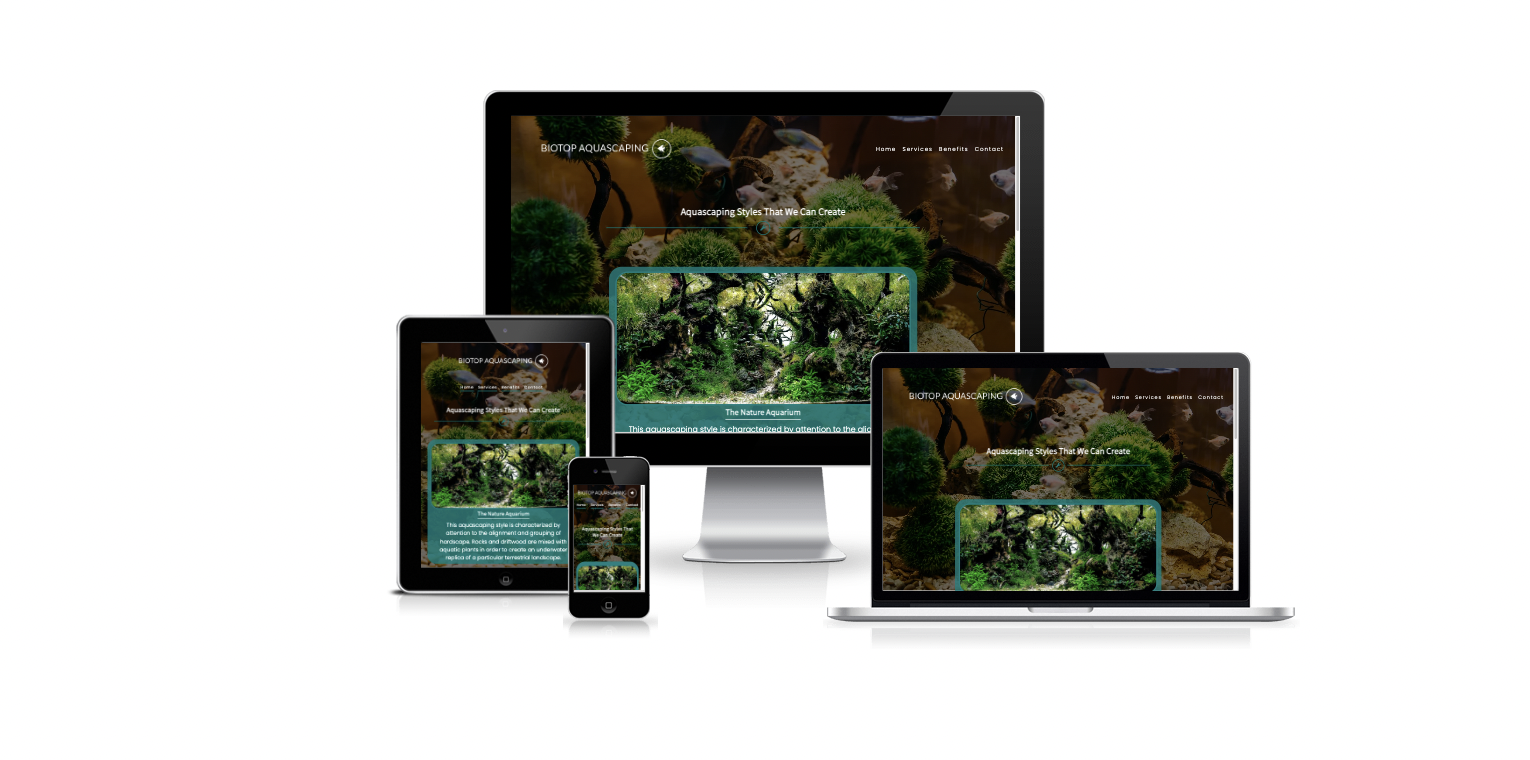 BIOTOP AQUASCAPING
Home Services Benefits Contact
Aquascaping Styles That We Can Create
The Nature Aquarium
This aquascaping style is characterized by attention to the
BIOTOP AQUASCAPING
Home Services Benefits Contact
Aquascaping Styles That We Can Create
The Nature Aquarium
This aquascaping style is characterized by
attention to the alignment and grouping of
hardscape. Rocks and driftwood are mixed with
aquatic plants in order to create an underwater
replica of a particular terrestrial landscape.
BIOTOP AQUASCAPING
Home Services Benefits Contact
Aquascaping Styles That
We Can Create
BIOTOP AQUASCAPING
Home Services Benefits Contact
Aquascaping Styles That We Can Create